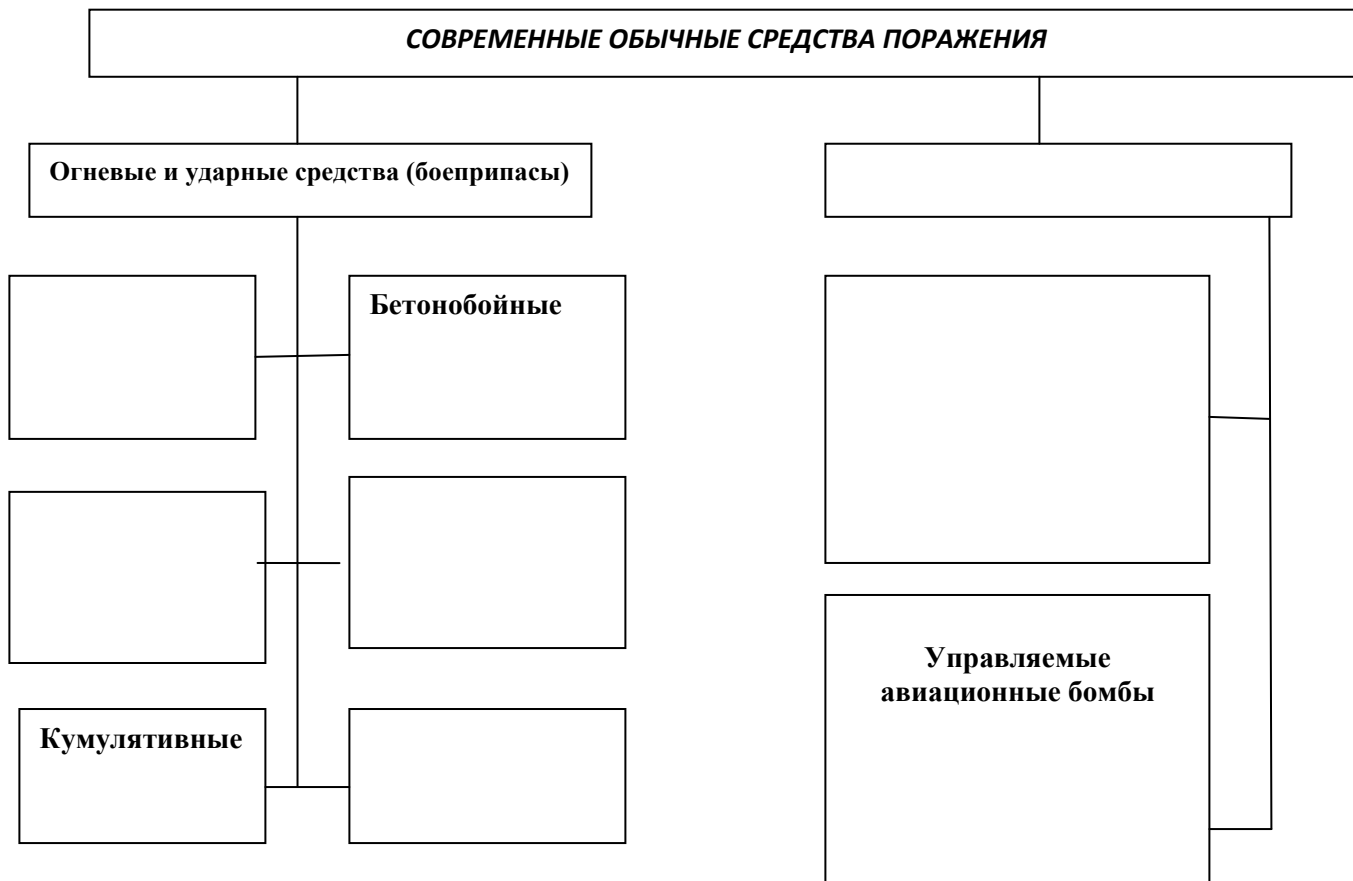 СОВРЕМЕННЫЕ ОБЫЧНЫЕ СРЕДСТВА ПОРАЖЕНИЯ
Огневые и ударные средства (боеприпасы)
Бетонобойные
Кумулятивные
Управляемые
авиационные бомбы